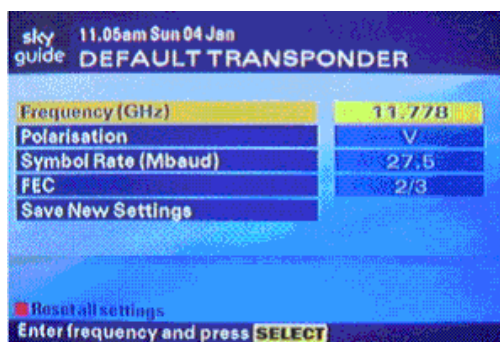 sky guide 11.05am Sun 04 Jan
DEFAULT TRANSPONDER
Frequency (GHz) 11.778
Polarisation V
Symbol Rate (Mbaud) 27.5
FEC 2/3
Save New Settings
Reset all settings
Enter frequency and press SELECT